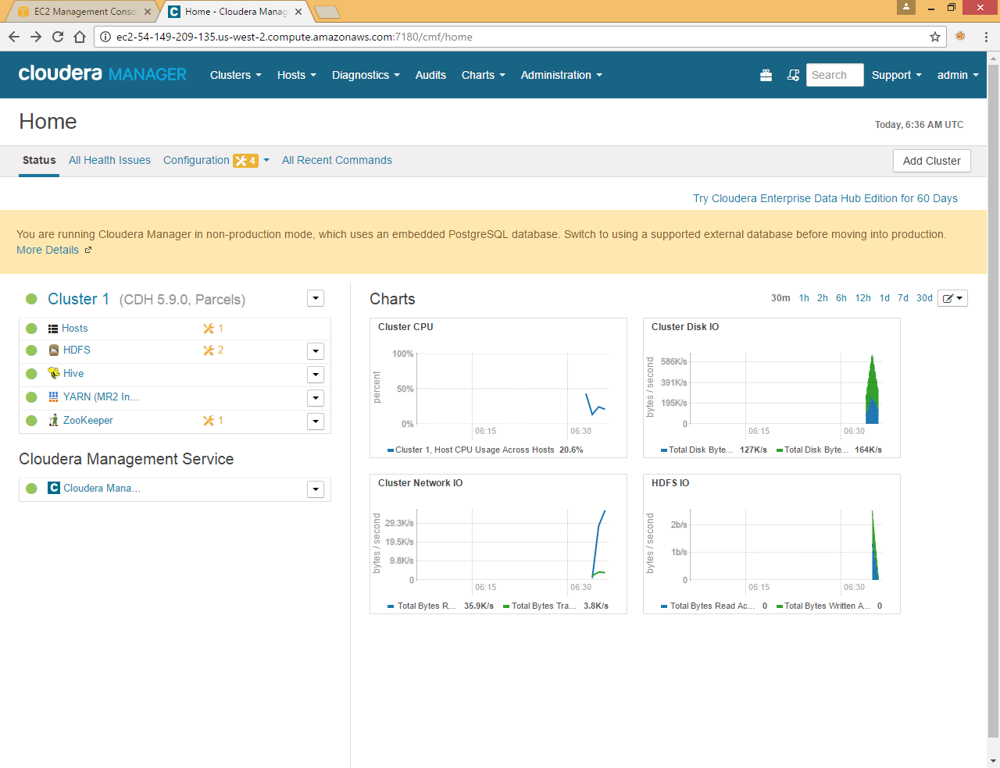 EC2 Management Conso
Home - Cloudera Manag
ec2-54-149-209-135.us-west-2.compute.amazonaws.com:7180/cmf/home
cloudera MANAGER Clusters Hosts Diagnostics Audits Charts Administration Search Support admin
Home
Today, 6:36 AM UTC
Status All Health Issues Configuration 4 All Recent Commands Add Cluster
Try Cloudera Enterprise Data Hub Edition for 60 Days
You are running Cloudera Manager in non-production mode, which uses an embedded PostgreSQL database. Switch to using a supported external database before moving into production.
More Details
Cluster 1 (CDH 5.9.0, Parcels)
Hosts 1
HDFS 2
Hive
YARN (MR2 In...
ZooKeeper 1
Cloudera Management Service
C Cloudera Mana...
Charts
30m 1h 2h 6h 12h 1d 7d 30d
Cluster CPU
percent
100%
50%
0%
06:15 06:30
Cluster 1, Host CPU Usage Across Hosts 20.6%
Cluster Disk IO
bytes / second
586K/s
391K/s
195K/s
0
06:15 06:30
Total Disk Byte... 127K/s Total Disk Byte... 164K/s
Cluster Network IO
bytes / second
29.3K/s
19.5K/s
9.8K/s
0
06:15 06:30
Total Bytes R... 35.9K/s Total Bytes Tra... 3.8K/s
HDFS IO
bytes / second
2b/s
1b/s
0
06:15 06:30
Total Bytes Read Ac... 0 Total Bytes Written A... 0